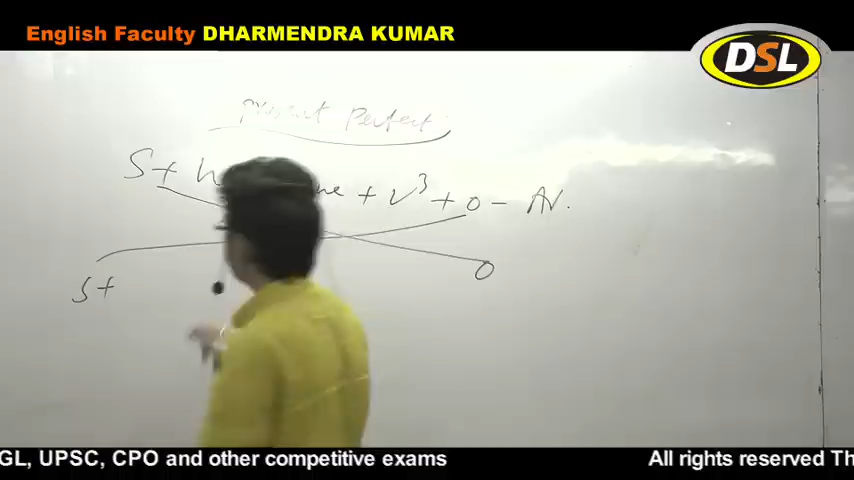 English Faculty DHARMENDRA KUMAR
DSL
Present Perfect
S+ h ve + V³ + O - AV.
S+ O
GL, UPSC, CPO and other competitive exams All rights reserved Th